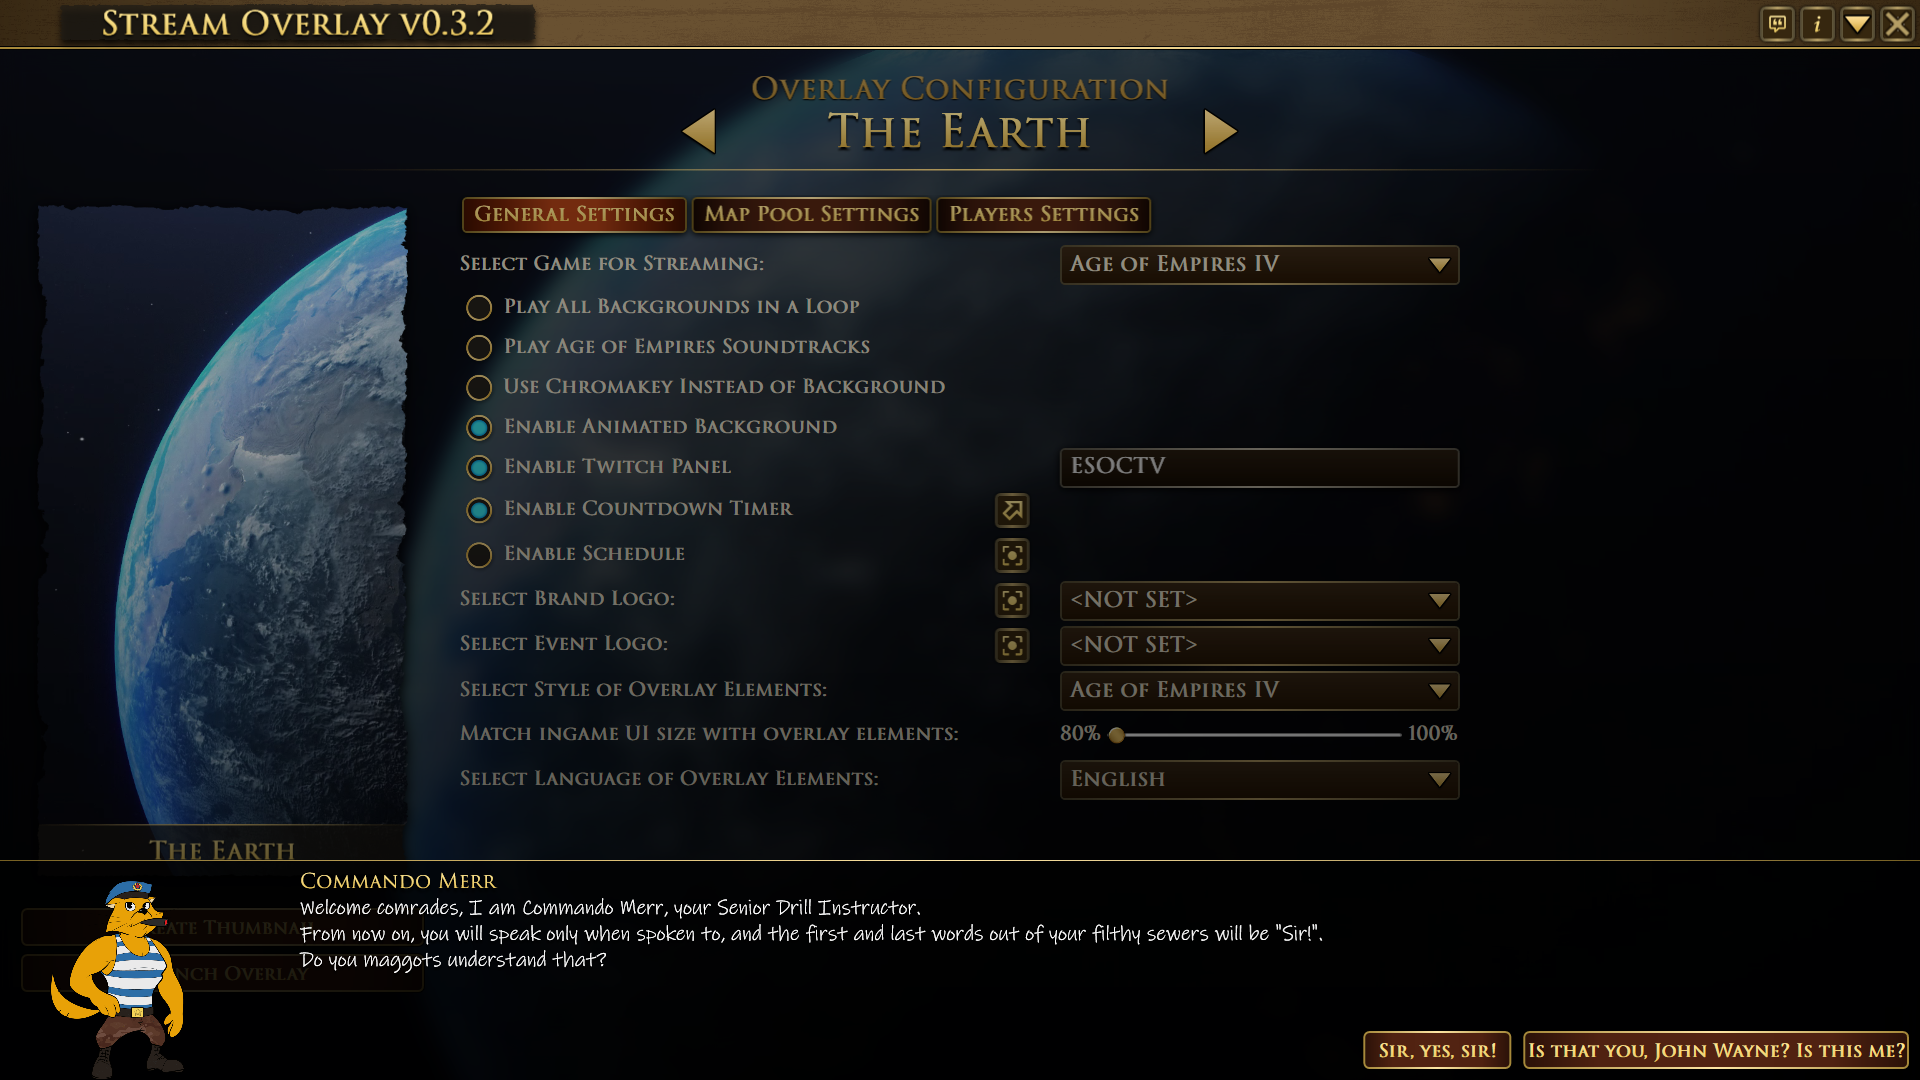 Stream Overlay v0.3.2
i
Overlay Configuration
The Earth
General Settings
Map Pool Settings
Players Settings
Select Game for Streaming:
Age of Empires IV
Play All Backgrounds in a Loop
Play Age of Empires Soundtracks
Use Chromakey Instead of Background
Enable Animated Background
Enable Twitch Panel
ESOCTV
Enable Countdown Timer
Enable Schedule
Select Brand Logo:
<NOT SET>
Select Event Logo:
<NOT SET>
Select Style of Overlay Elements:
Age of Empires IV
Match ingame UI size with overlay elements:
80%
100%
Select Language of Overlay Elements:
English
The Earth
Commando Merr
Welcome comrades, I am Commando Merr, your Senior Drill Instructor.
From now on, you will speak only when spoken to, and the first and last words out of your filthy sewers will be "Sir!".
Do you maggots understand that?
Overlay
Sir, yes, sir!
Is that you, John Wayne? Is this me?